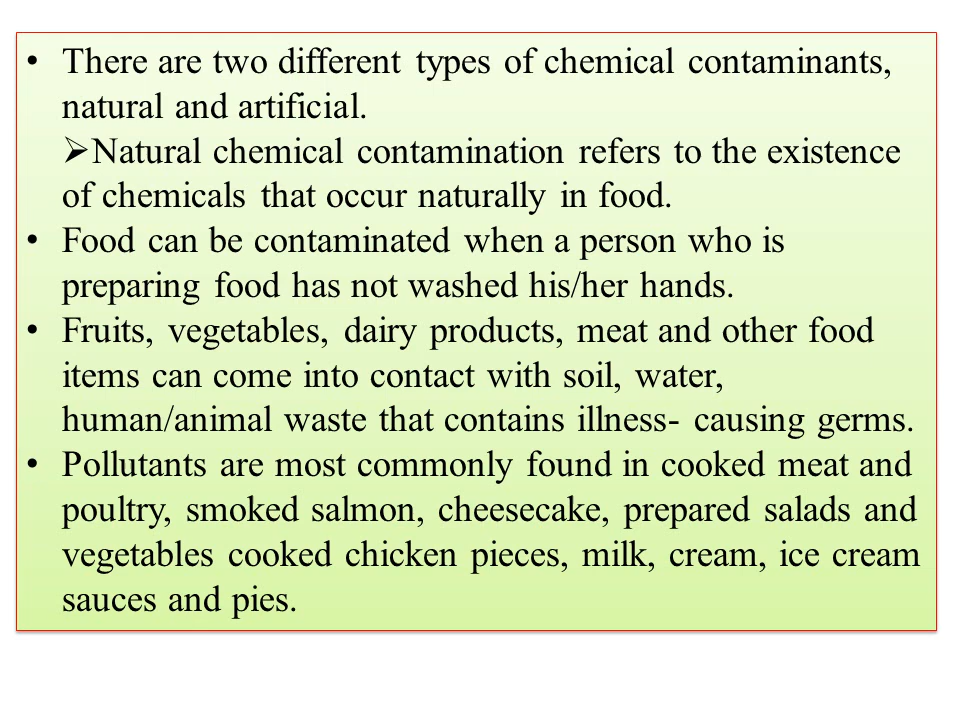 • There are two different types of chemical contaminants,
natural and artificial.
➢Natural chemical contamination refers to the existence
of chemicals that occur naturally in food.
• Food can be contaminated when a person who is
preparing food has not washed his/her hands.
• Fruits, vegetables, dairy products, meat and other food
items can come into contact with soil, water,
human/animal waste that contains illness- causing germs.
• Pollutants are most commonly found in cooked meat and
poultry, smoked salmon, cheesecake, prepared salads and
vegetables cooked chicken pieces, milk, cream, ice cream
sauces and pies.